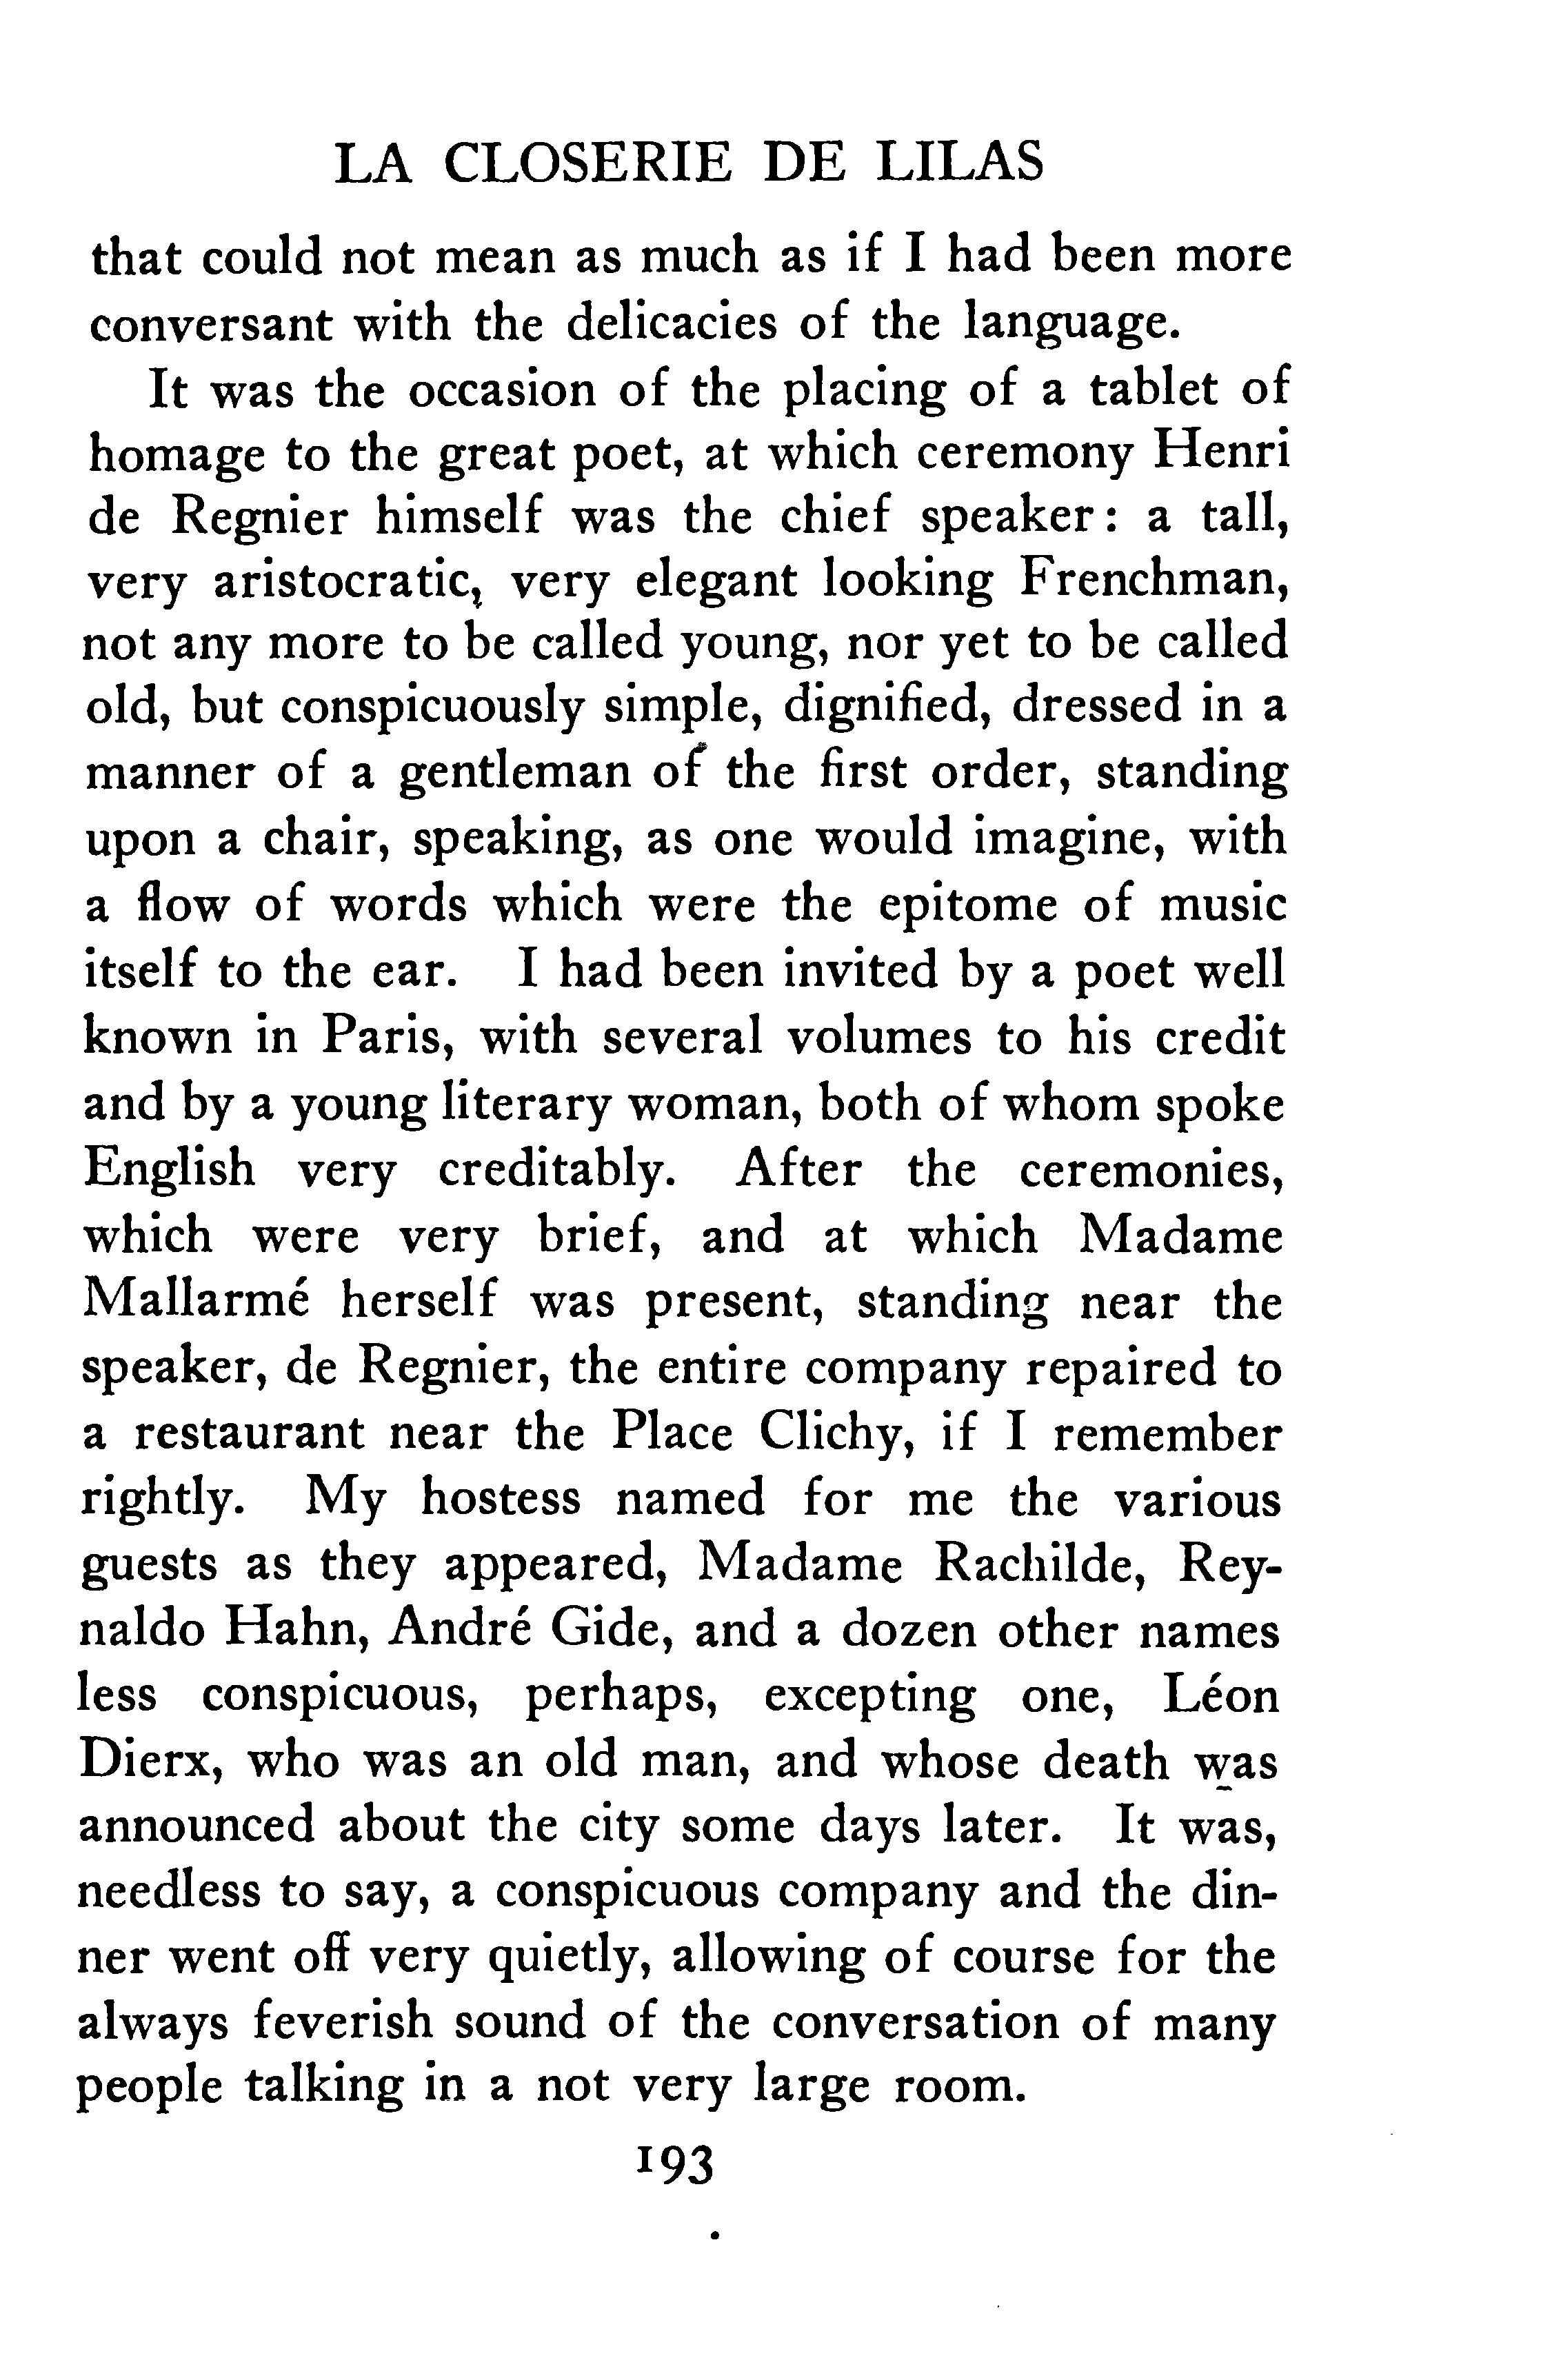 LA CLOSERIE DE LILAS
that could not mean as much as if I had been more
conversant with the delicacies of the language.
It was the occasion of the placing of a tablet of
homage to the great poet, at which ceremony Henri
de Regnier himself was the chief speaker: a tall,
very aristocratic, very elegant looking Frenchman,
not any more to be called young, nor yet to be called
old, but conspicuously simple, dignified, dressed in a
manner of a gentleman of the first order, standing
upon a chair, speaking, as one would imagine, with
a flow of words which were the epitome of music
itself to the ear. I had been invited by a poet well
known in Paris, with several volumes to his credit
and by a young literary woman, both of whom spoke
English very creditably. After the ceremonies,
which were very brief, and at which Madame
Mallarmé herself was present, standing near the
speaker, de Regnier, the entire company repaired to
a restaurant near the Place Clichy, if I remember
rightly. My hostess named for me the various
guests as they appeared, Madame Rachilde, Rey-
naldo Hahn, André Gide, and a dozen other names
less conspicuous, perhaps, excepting one, Léon
Dierx, who was an old man, and whose death was
announced about the city some days later. It was,
needless to say, a conspicuous company and the din-
ner went off very quietly, allowing of course for the
always feverish sound of the conversation of many
people talking in a not very large room.
193